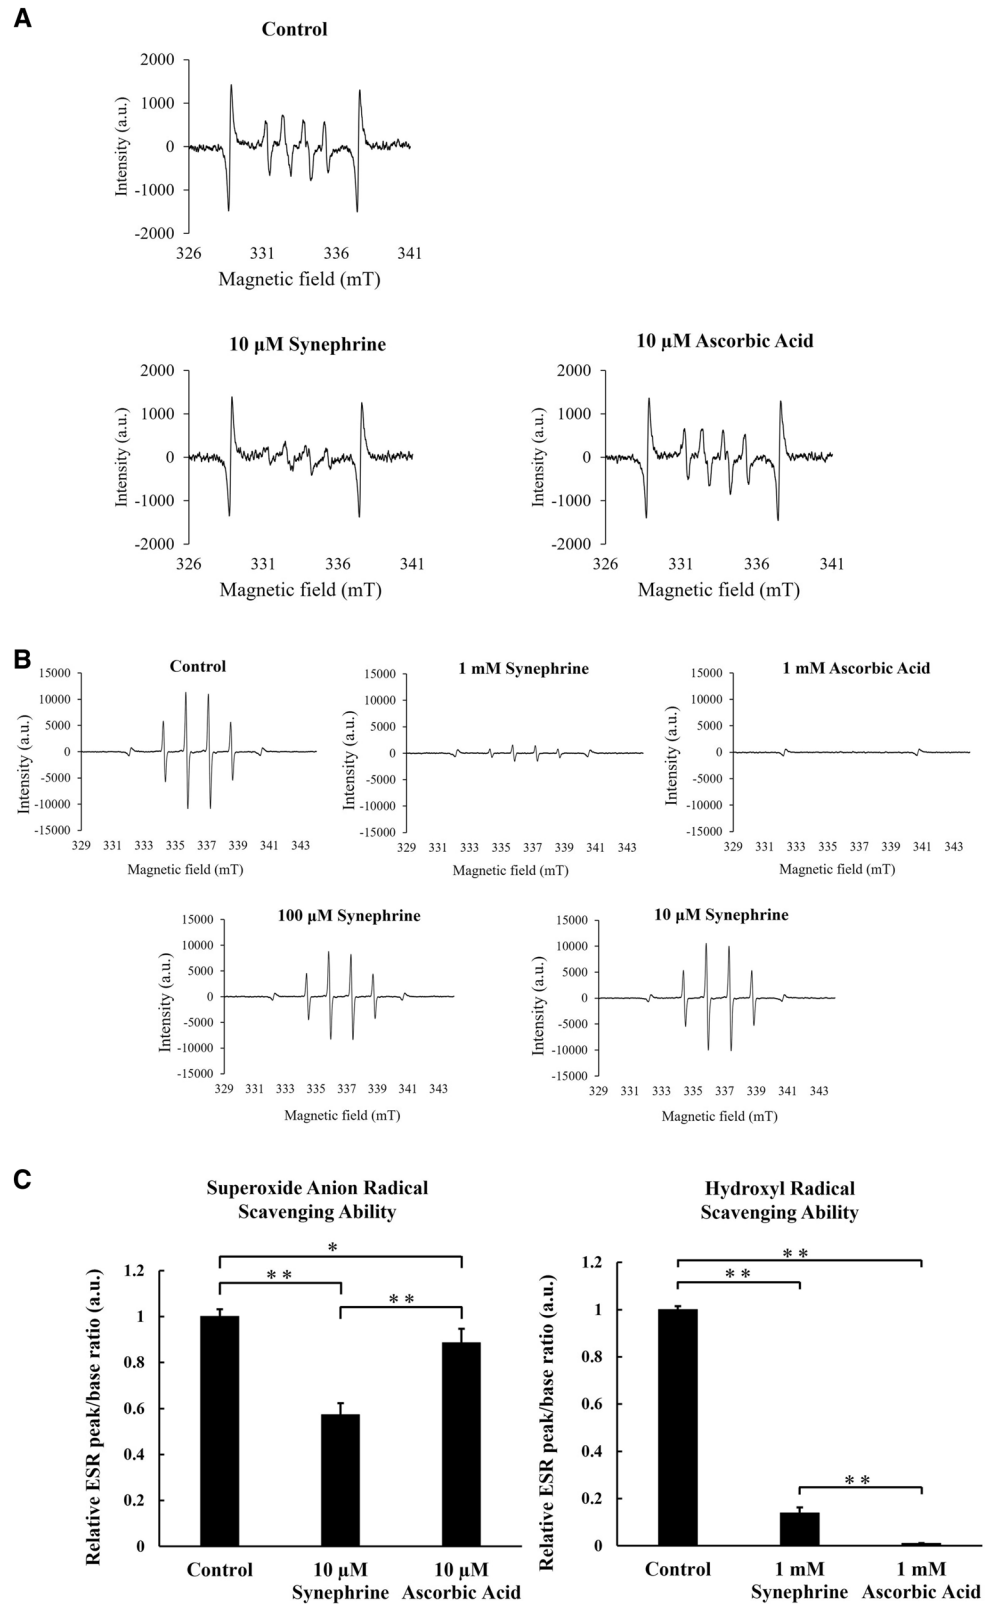 A
Control
2000
1000
0
-1000
-2000
Intensity (a.u.)
326 331 336 341
Magnetic field (mT)
10 μM Synephrine
2000
1000
0
-1000
-2000
Intensity (a.u.)
326 331 336 341
Magnetic field (mT)
10 μM Ascorbic Acid
2000
1000
0
-1000
-2000
Intensity (a.u.)
326 331 336 341
Magnetic field (mT)
B
Control
15000
10000
5000
0
-5000
-10000
-15000
Intensity (a.u.)
329 331 333 335 337 339 341 343
Magnetic field (mT)
1 mM Synephrine
15000
10000
5000
0
-5000
-10000
-15000
Intensity (a.u.)
329 331 333 335 337 339 341 343
Magnetic field (mT)
1 mM Ascorbic Acid
15000
10000
5000
0
-5000
-10000
-15000
Intensity (a.u.)
329 331 333 335 337 339 341 343
Magnetic field (mT)
100 μM Synephrine
15000
10000
5000
0
-5000
-10000
-15000
Intensity (a.u.)
329 331 333 335 337 339 341 343
Magnetic field (mT)
10 μM Synephrine
15000
10000
5000
0
-5000
-10000
-15000
Intensity (a.u.)
329 331 333 335 337 339 341 343
Magnetic field (mT)
C
Superoxide Anion Radical
Scavenging Ability
*
* *
* *
1.2
1
0.8
0.6
0.4
0.2
0
Relative ESR peak/base ratio (a.u.)
Control
10 μM
Synephrine
10 μM
Ascorbic Acid
Hydroxyl Radical
Scavenging Ability
* *
* *
* *
1.2
1
0.8
0.6
0.4
0.2
0
Relative ESR peak/base ratio (a.u.)
Control
1 mM
Synephrine
1 mM
Ascorbic Acid